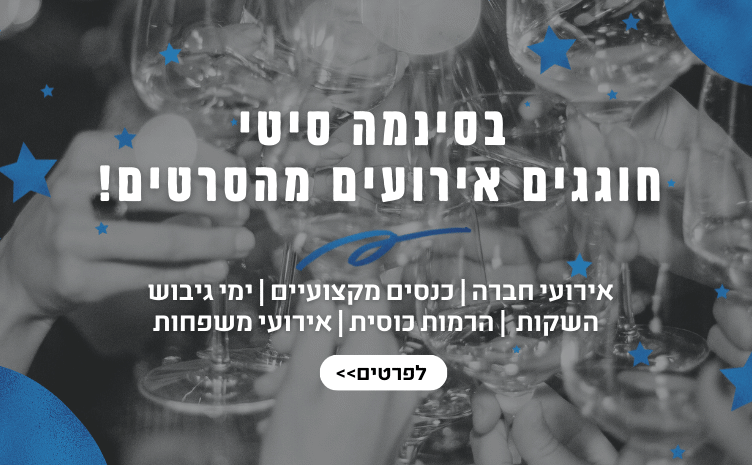 בסינמה סיטי
חוגגים אירועים מהסרטים!
אירועי חברה | כנסים מקצועיים | ימי גיבוש
השקות | הרמות כוסית | אירועי משפחות
לפרטים>>